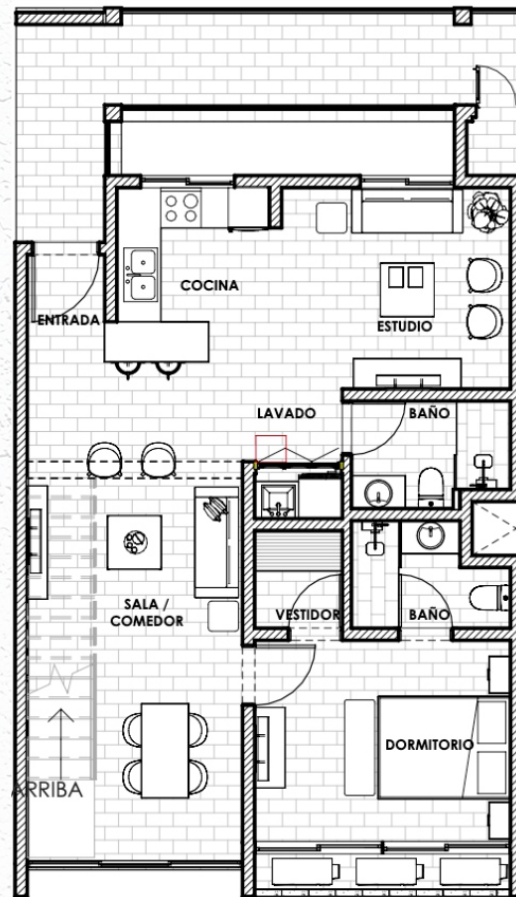 COCINA
ENTRADA
ESTUDIO
LAVADO
BAÑO
SALA /
COMEDOR
VESTIDOR
BAÑO
DORMITORIO
ARRIBA